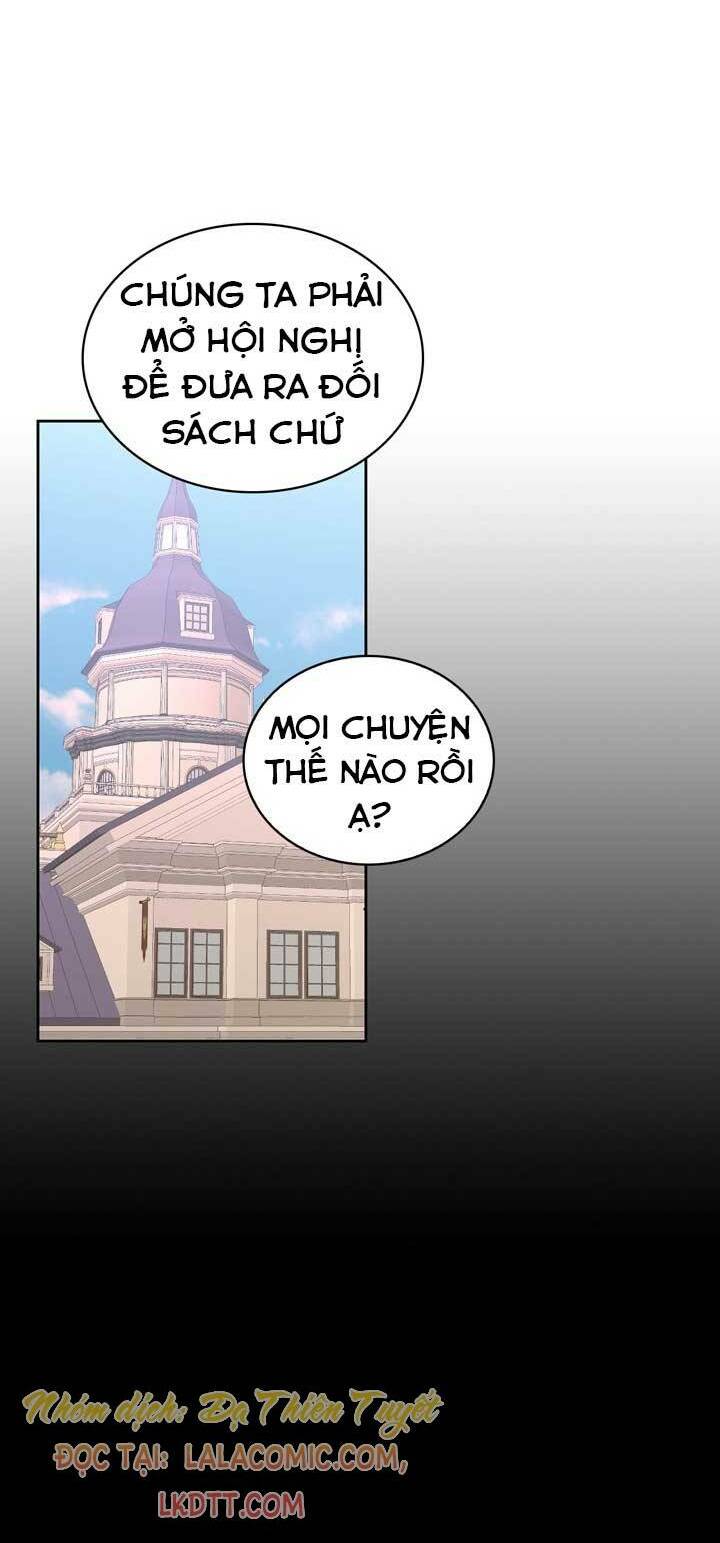 CHÚNG TA PHẢI
MỞ HỘI NGHỊ
ĐỂ ĐƯA RA ĐỐI
SÁCH CHỨ
MỌI CHUYỆN
THẾ NÀO RỒI
Ạ?
Nhóm dịch: Dạ Thiên Tuyết
ĐỌC TẠI: LALACOMIC.COM,
LKDTT.COM